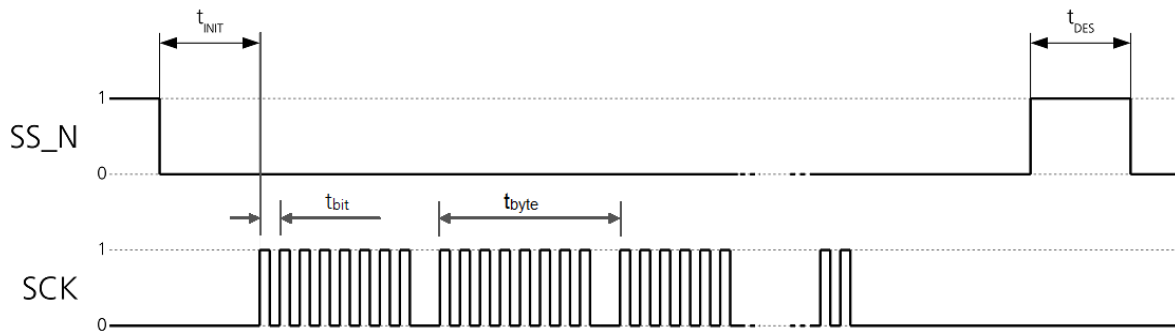 tINIT
tDES
1
SS_N
0
tbit
tbyte
1
SCK
0